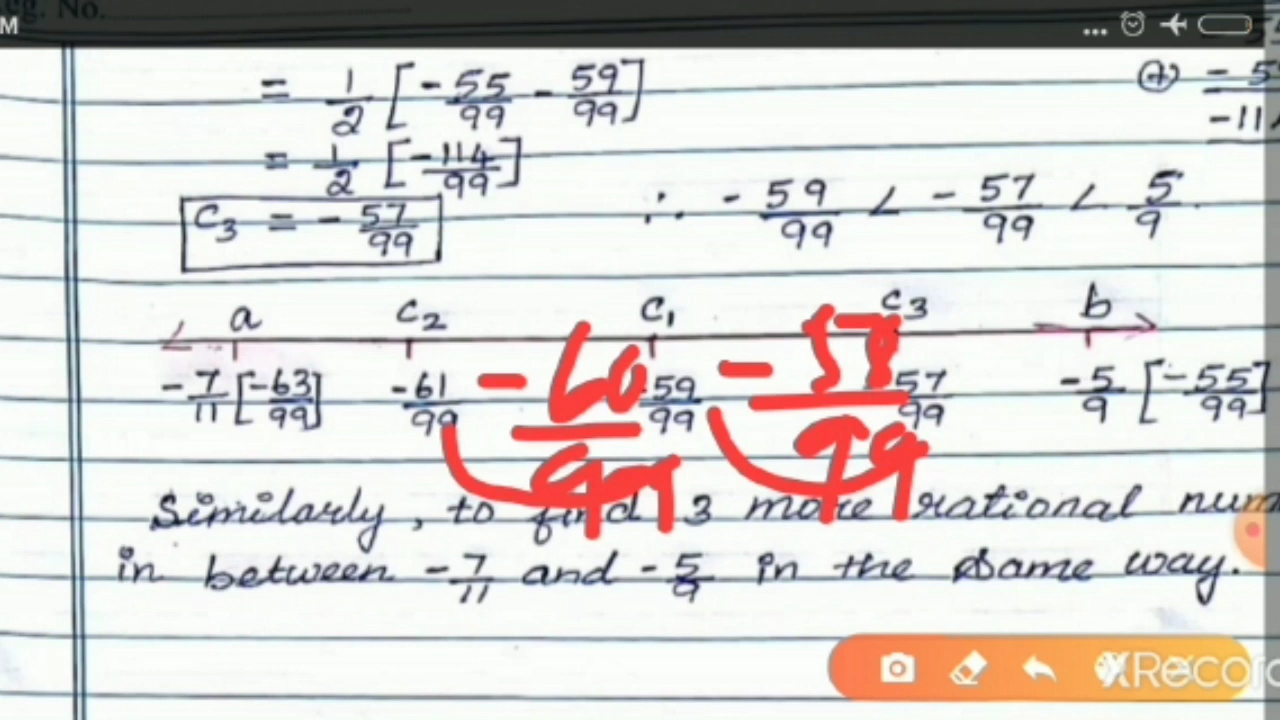 eg. No.
M
...
= 1/2 [-55/99 - 59/99]
= 1/2 [-114/99]
C3 = -57/99
∴ -59/99 < -57/99 < 5/9.
a C2 C1 C3 b
-7/11 [-63/99] -61/99 59/99 57/99 -5/9 [-55/99]
-60/99 -58/99
Similarly, to find 3 more rational num
in between -7/11 and -5/9 in the same way.
XRecor